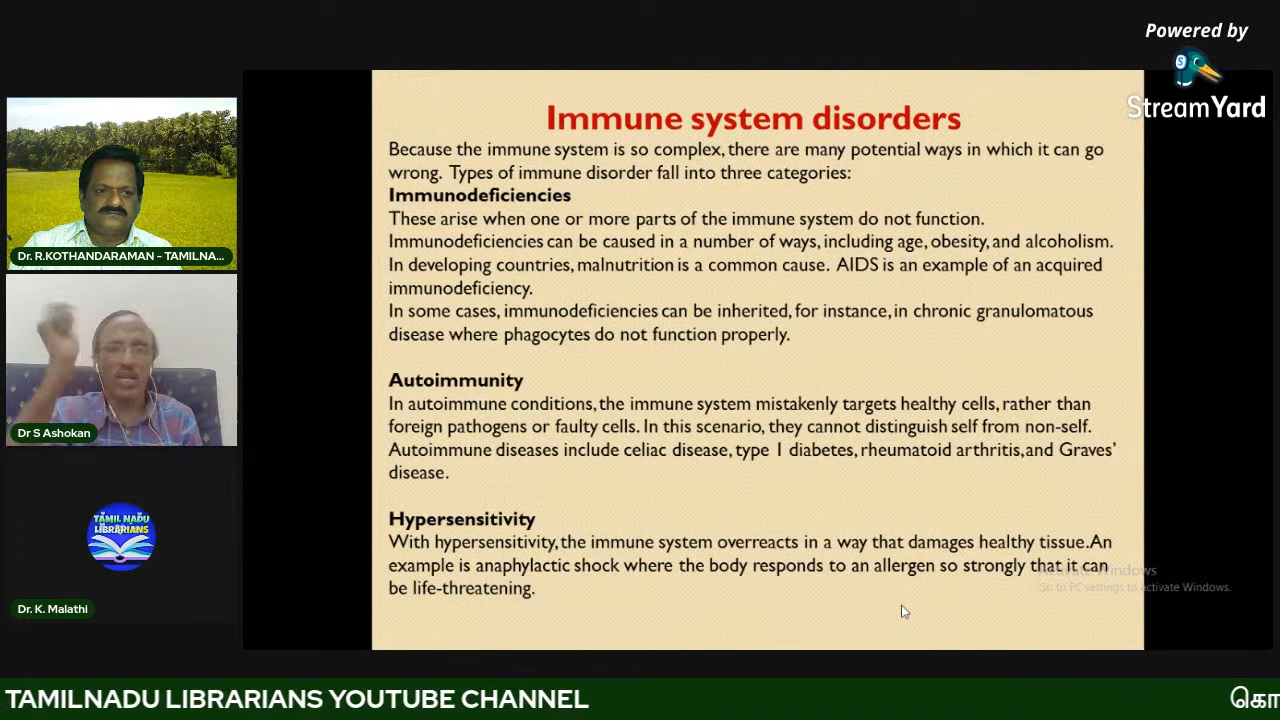 Powered by
StreamYard
Immune system disorders
Because the immune system is so complex, there are many potential ways in which it can go
wrong. Types of immune disorder fall into three categories:
Immunodeficiencies
These arise when one or more parts of the immune system do not function.
Immunodeficiencies can be caused in a number of ways, including age, obesity, and alcoholism.
In developing countries, malnutrition is a common cause. AIDS is an example of an acquired
immunodeficiency.
In some cases, immunodeficiencies can be inherited, for instance, in chronic granulomatous
disease where phagocytes do not function properly.
Autoimmunity
In autoimmune conditions, the immune system mistakenly targets healthy cells, rather than
foreign pathogens or faulty cells. In this scenario, they cannot distinguish self from non-self.
Autoimmune diseases include celiac disease, type 1 diabetes, rheumatoid arthritis, and Graves’
disease.
Hypersensitivity
With hypersensitivity, the immune system overreacts in a way that damages healthy tissue. An
example is anaphylactic shock where the body responds to an allergen so strongly that it can
be life-threatening.
Activate Windows
Go to PC settings to activate Windows.
Dr. R.KOTHANDARAMAN - TAMILNA...
Dr S Ashokan
TAMIL NADU
LIBRARIANS
Dr. K. Malathi
TAMILNADU LIBRARIANS YOUTUBE CHANNEL
கொ